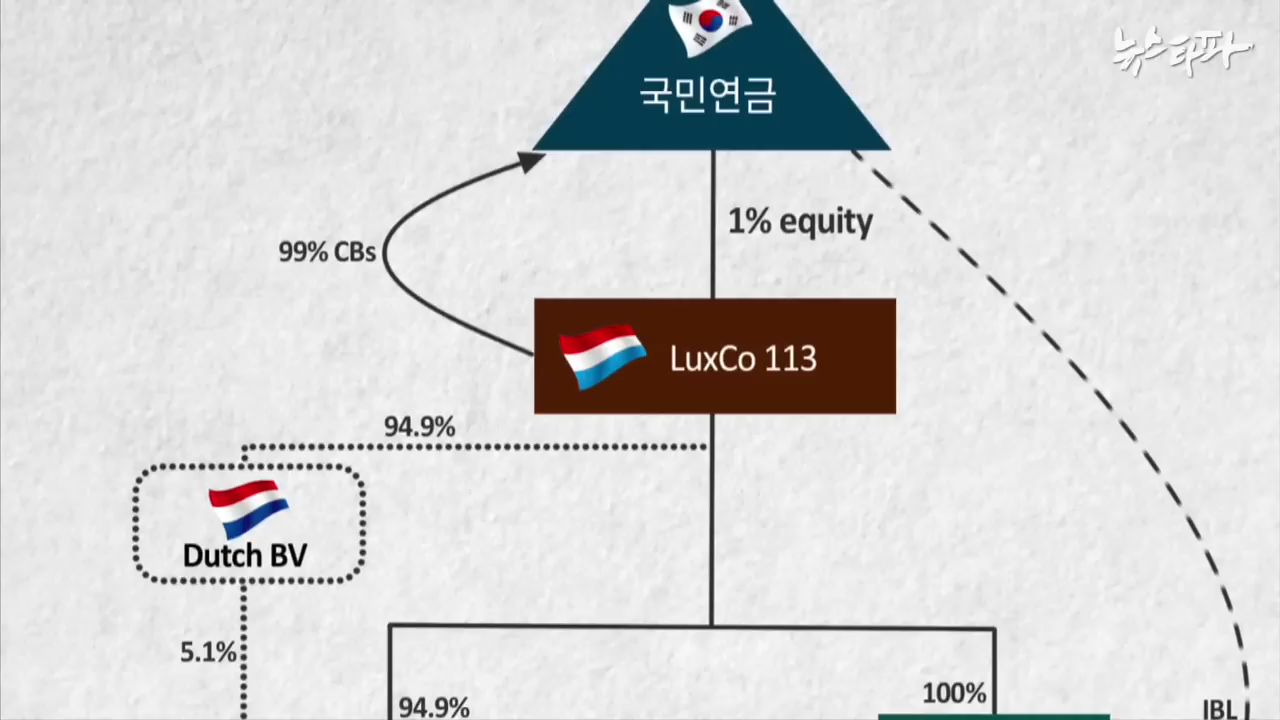 뉴스타파
국민연금
1% equity
99% CBs
LuxCo 113
94.9%
Dutch BV
5.1%
94.9%
100%
IBL